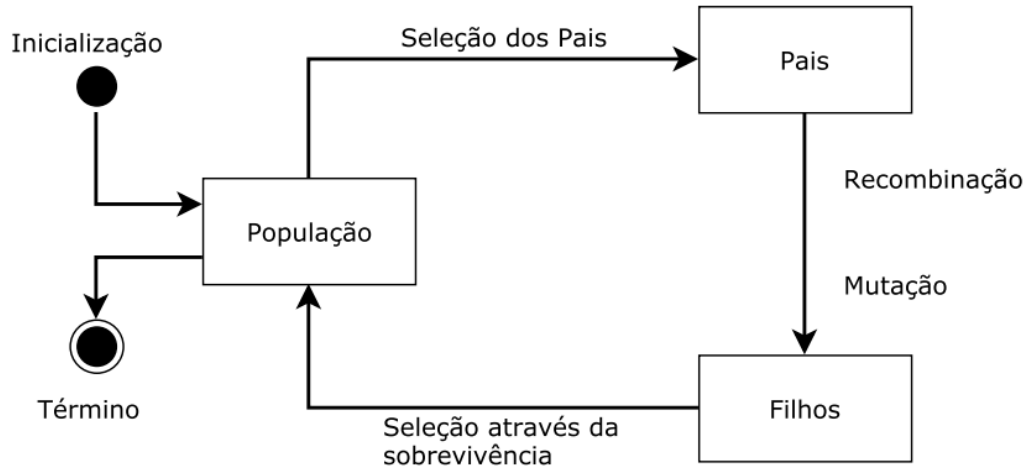 Inicialização
Seleção dos Pais
Pais
Recombinação
População
Mutação
Término
Filhos
Seleção através da
sobrevivência